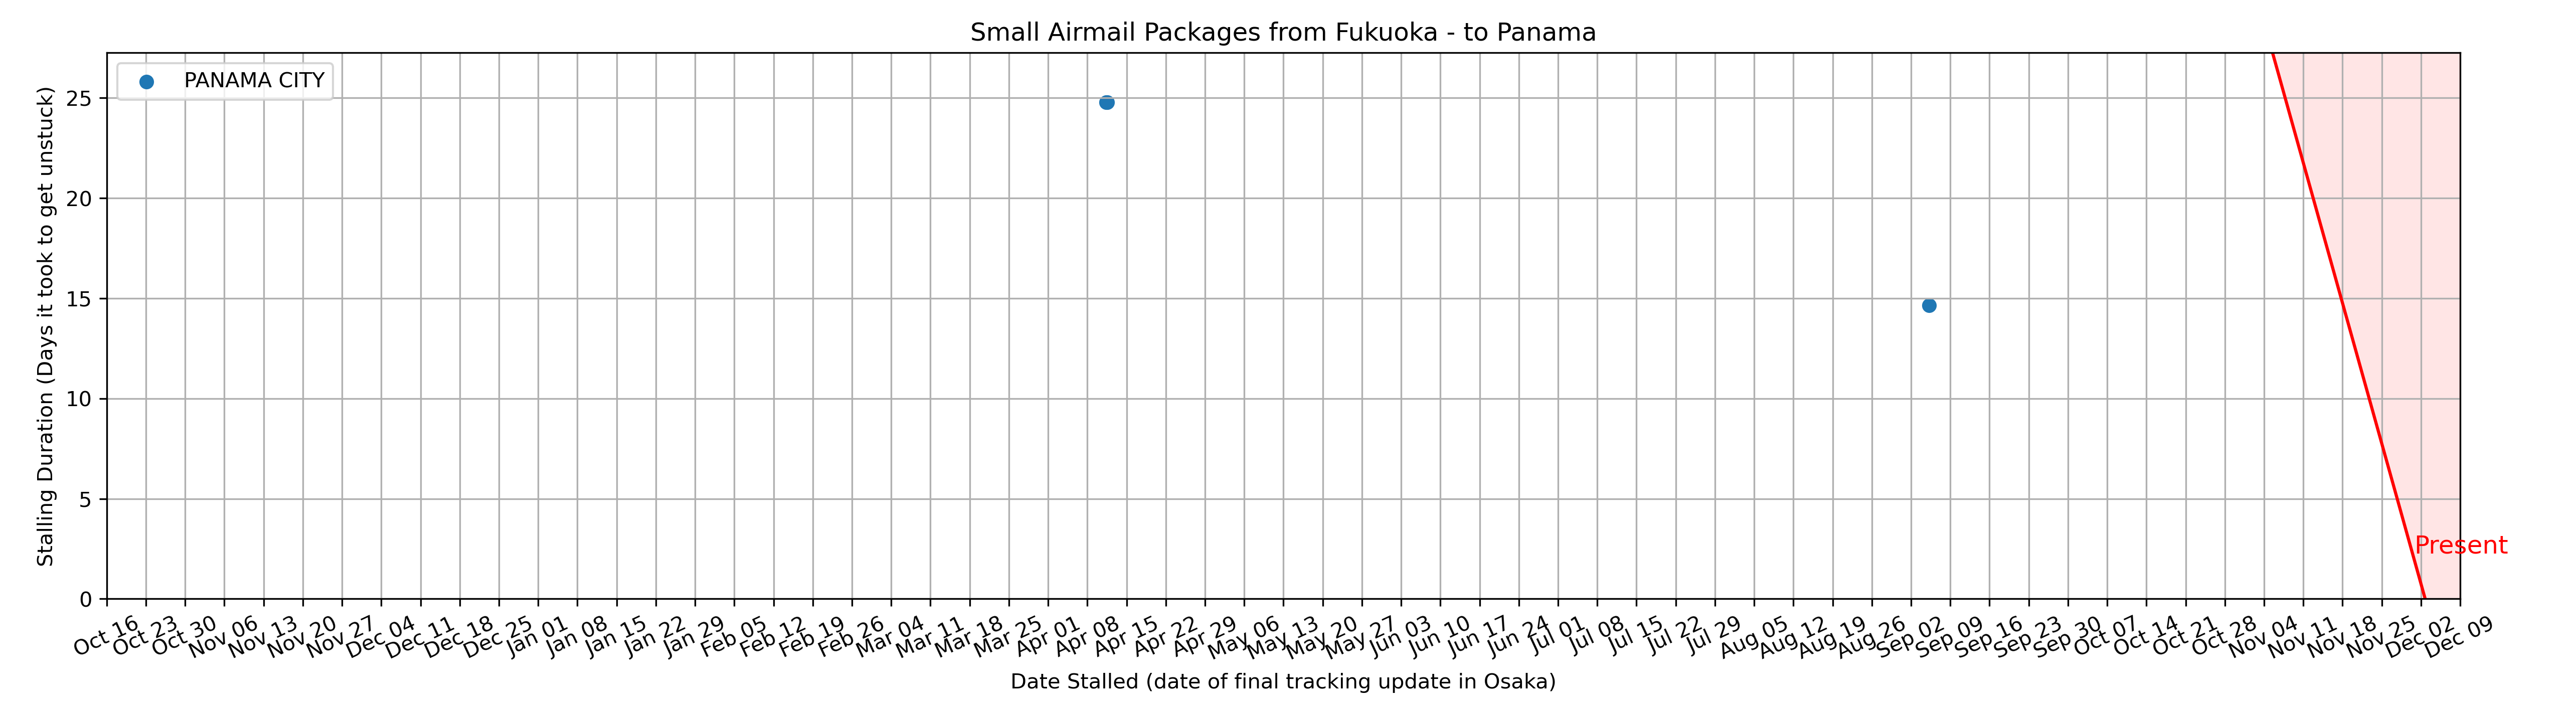 Small Airmail Packages from Fukuoka - to Panama
PANAMA CITY
Stalling Duration (Days it took to get unstuck)
25
20
15
10
5
0
Present
Oct 16
Oct 23
Oct 30
Nov 06
Nov 13
Nov 20
Nov 27
Dec 04
Dec 11
Dec 18
Dec 25
Jan 01
Jan 08
Jan 15
Jan 22
Jan 29
Feb 05
Feb 12
Feb 19
Feb 26
Mar 04
Mar 11
Mar 18
Mar 25
Apr 01
Apr 08
Apr 15
Apr 22
Apr 29
May 06
May 13
May 20
May 27
Jun 03
Jun 10
Jun 17
Jun 24
Jul 01
Jul 08
Jul 15
Jul 22
Jul 29
Aug 05
Aug 12
Aug 19
Aug 26
Sep 02
Sep 09
Sep 16
Sep 23
Sep 30
Oct 07
Oct 14
Oct 21
Oct 28
Nov 04
Nov 11
Nov 18
Nov 25
Dec 02
Dec 09
Date Stalled (date of final tracking update in Osaka)